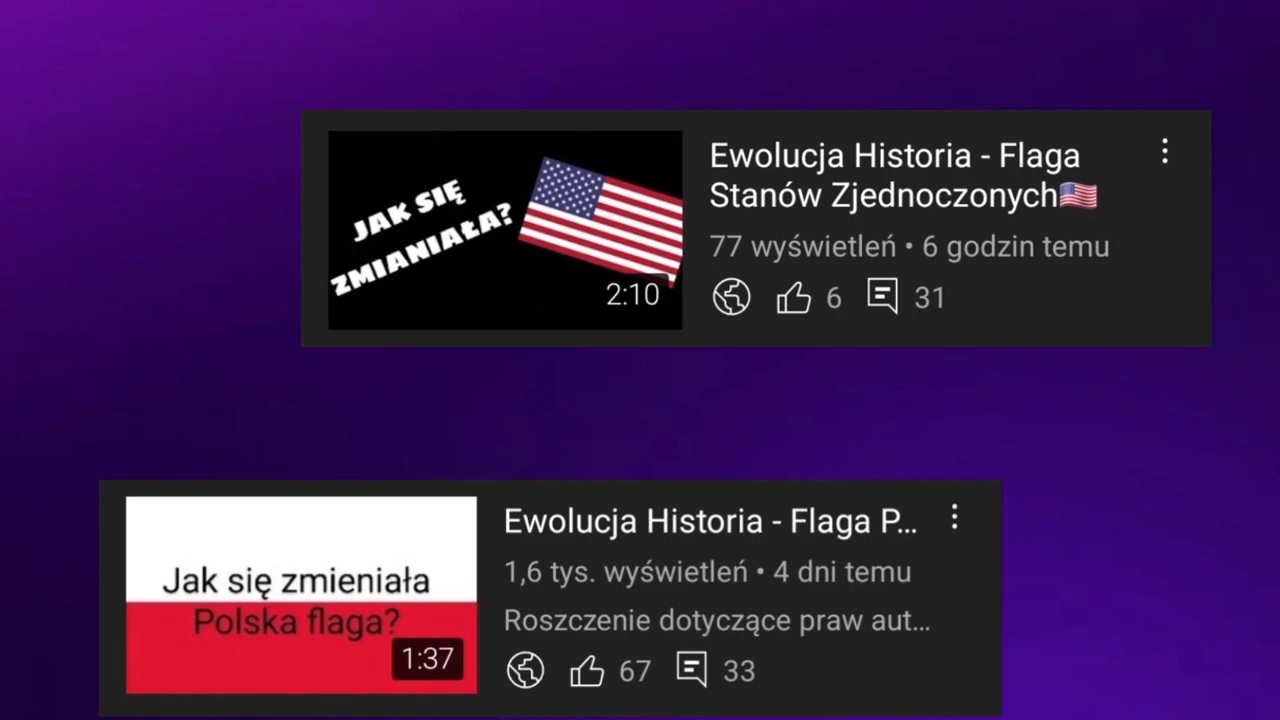 JAK SIĘ
ZMIANIAŁA?
2:10
Ewolucja Historia - Flaga
Stanów Zjednoczonych🇺🇸
77 wyświetleń • 6 godzin temu
6 31
Jak się zmieniała
Polska flaga?
1:37
Ewolucja Historia - Flaga P...
1,6 tys. wyświetleń • 4 dni temu
Roszczenie dotyczące praw aut...
67 33